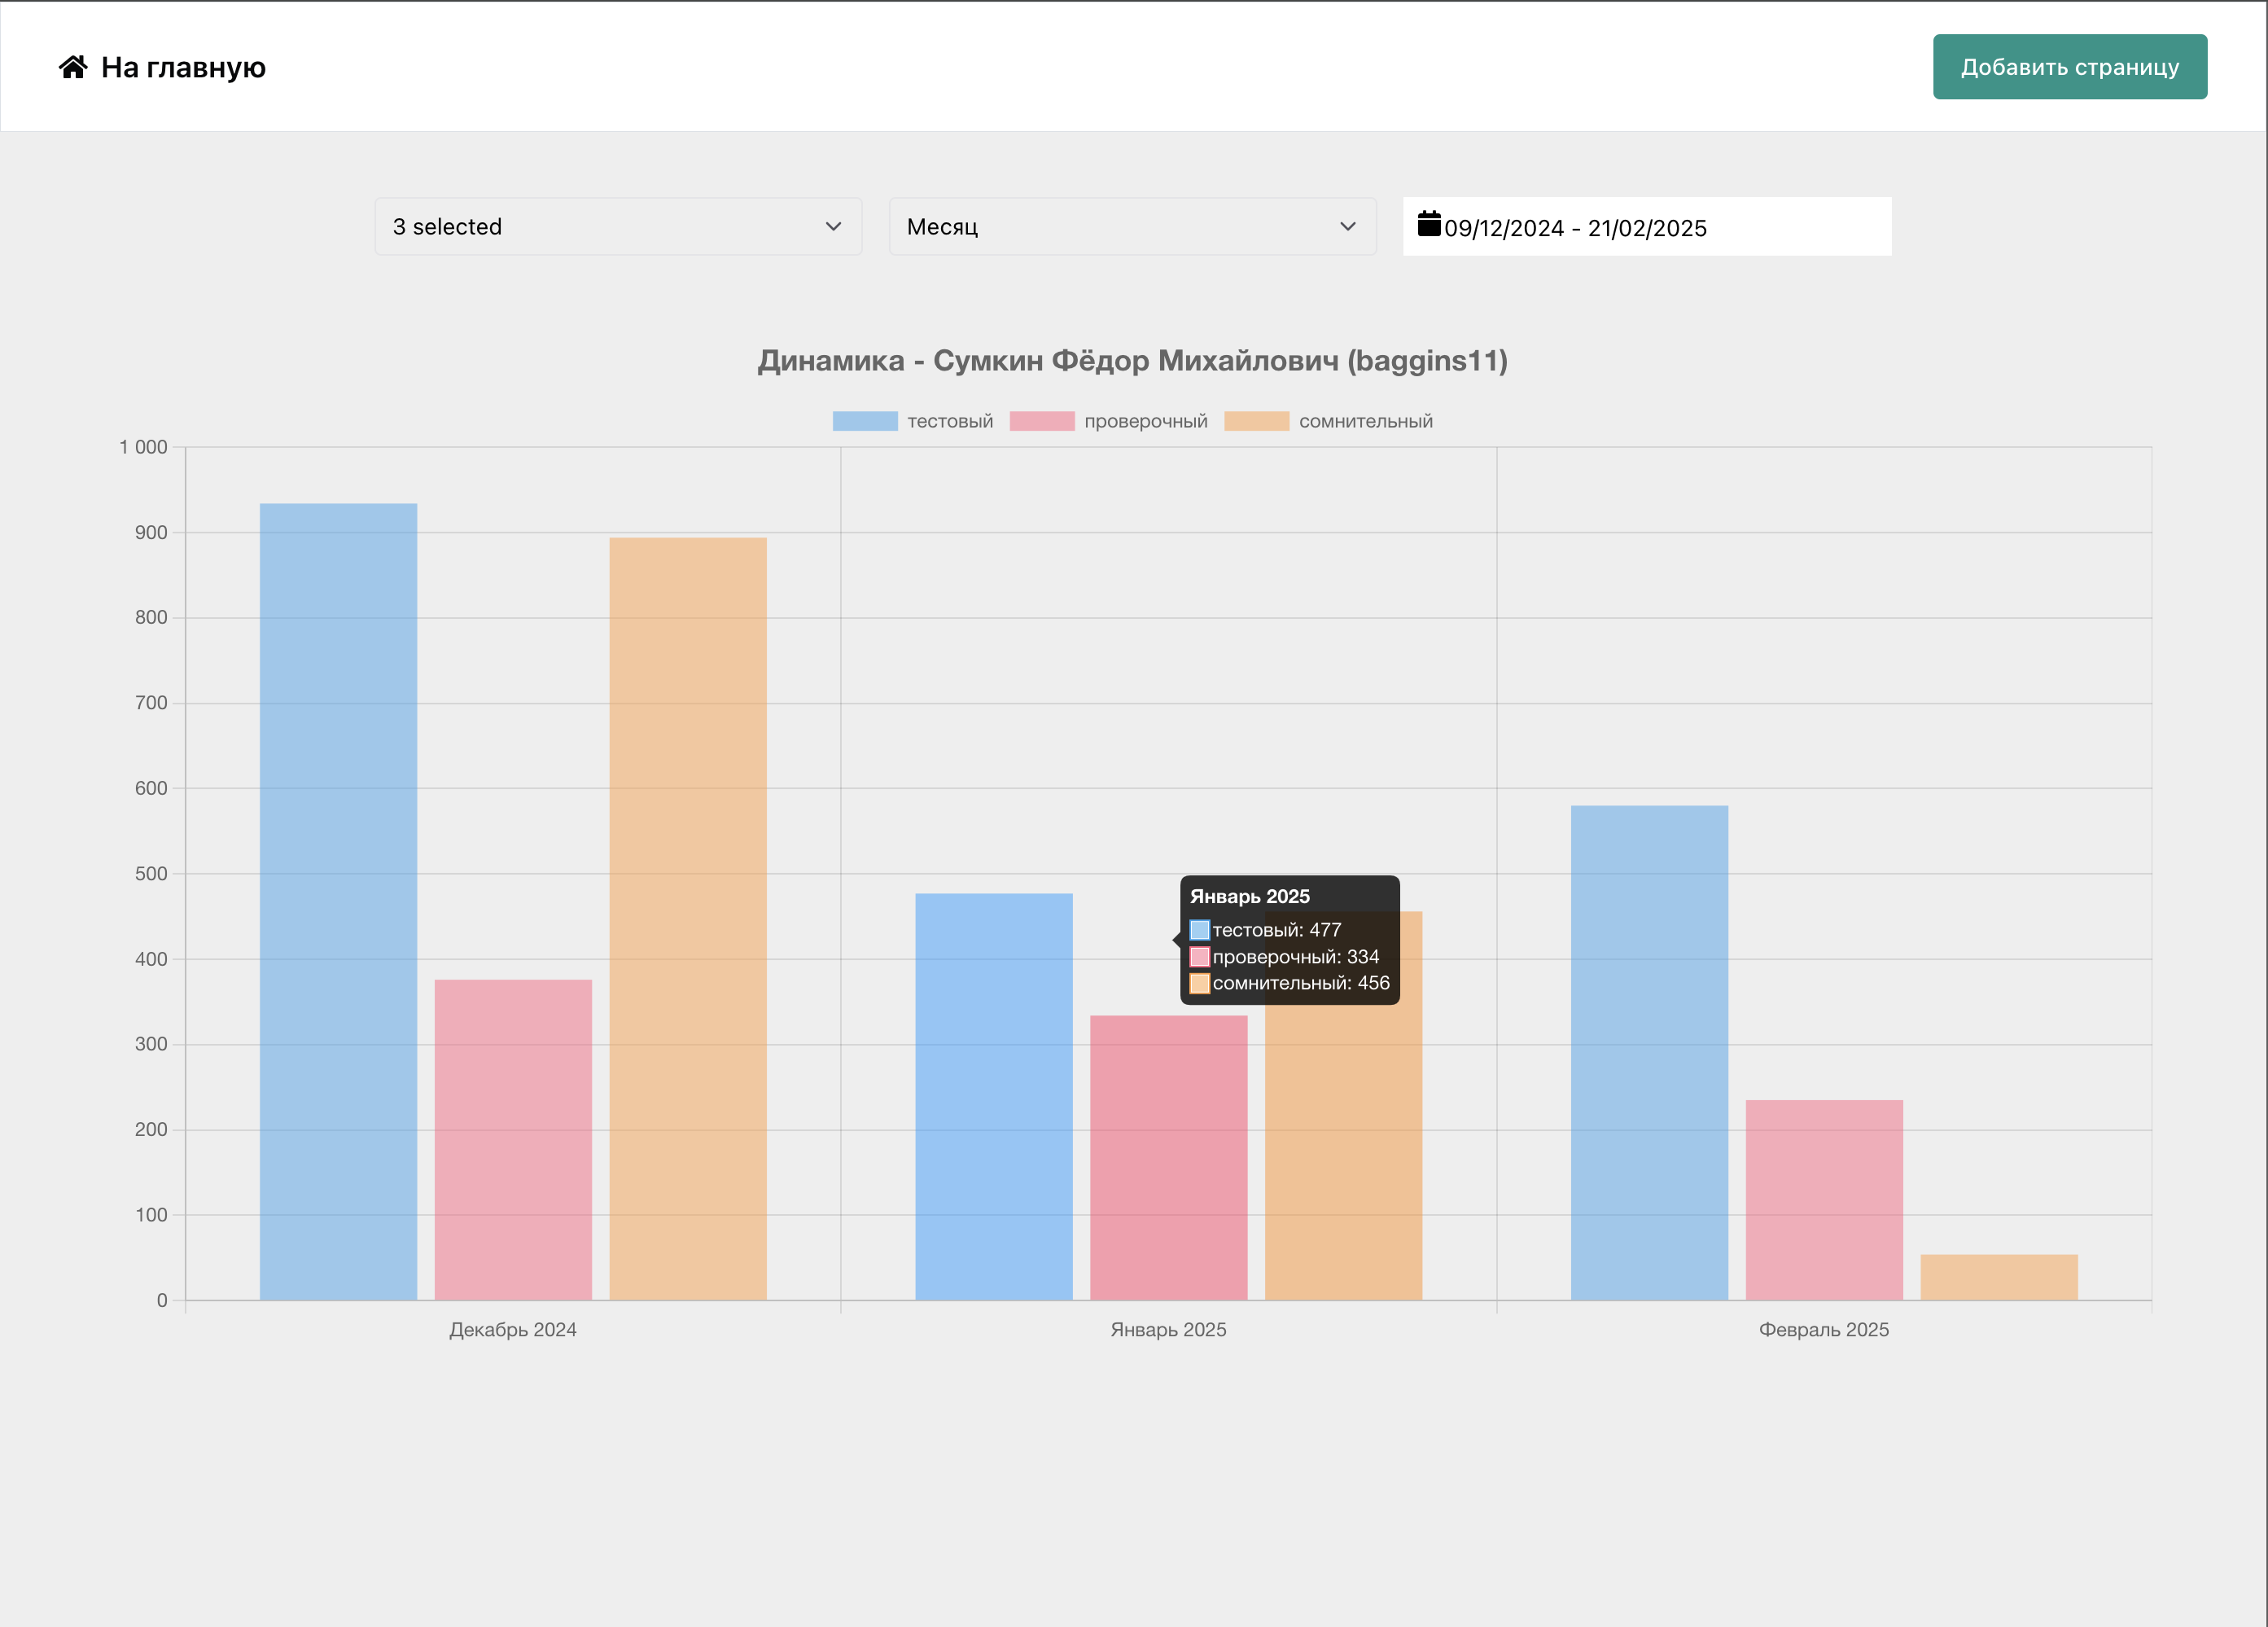 На главную
Добавить страницу
3 selected
Месяц
09/12/2024 - 21/02/2025
Динамика - Сумкин Фёдор Михайлович (baggins11)
тестовый проверочный сомнительный
1 000
900
800
700
600
500
400
300
200
100
0
Январь 2025
тестовый: 477
проверочный: 334
сомнительный: 456
Декабрь 2024 Январь 2025 Февраль 2025